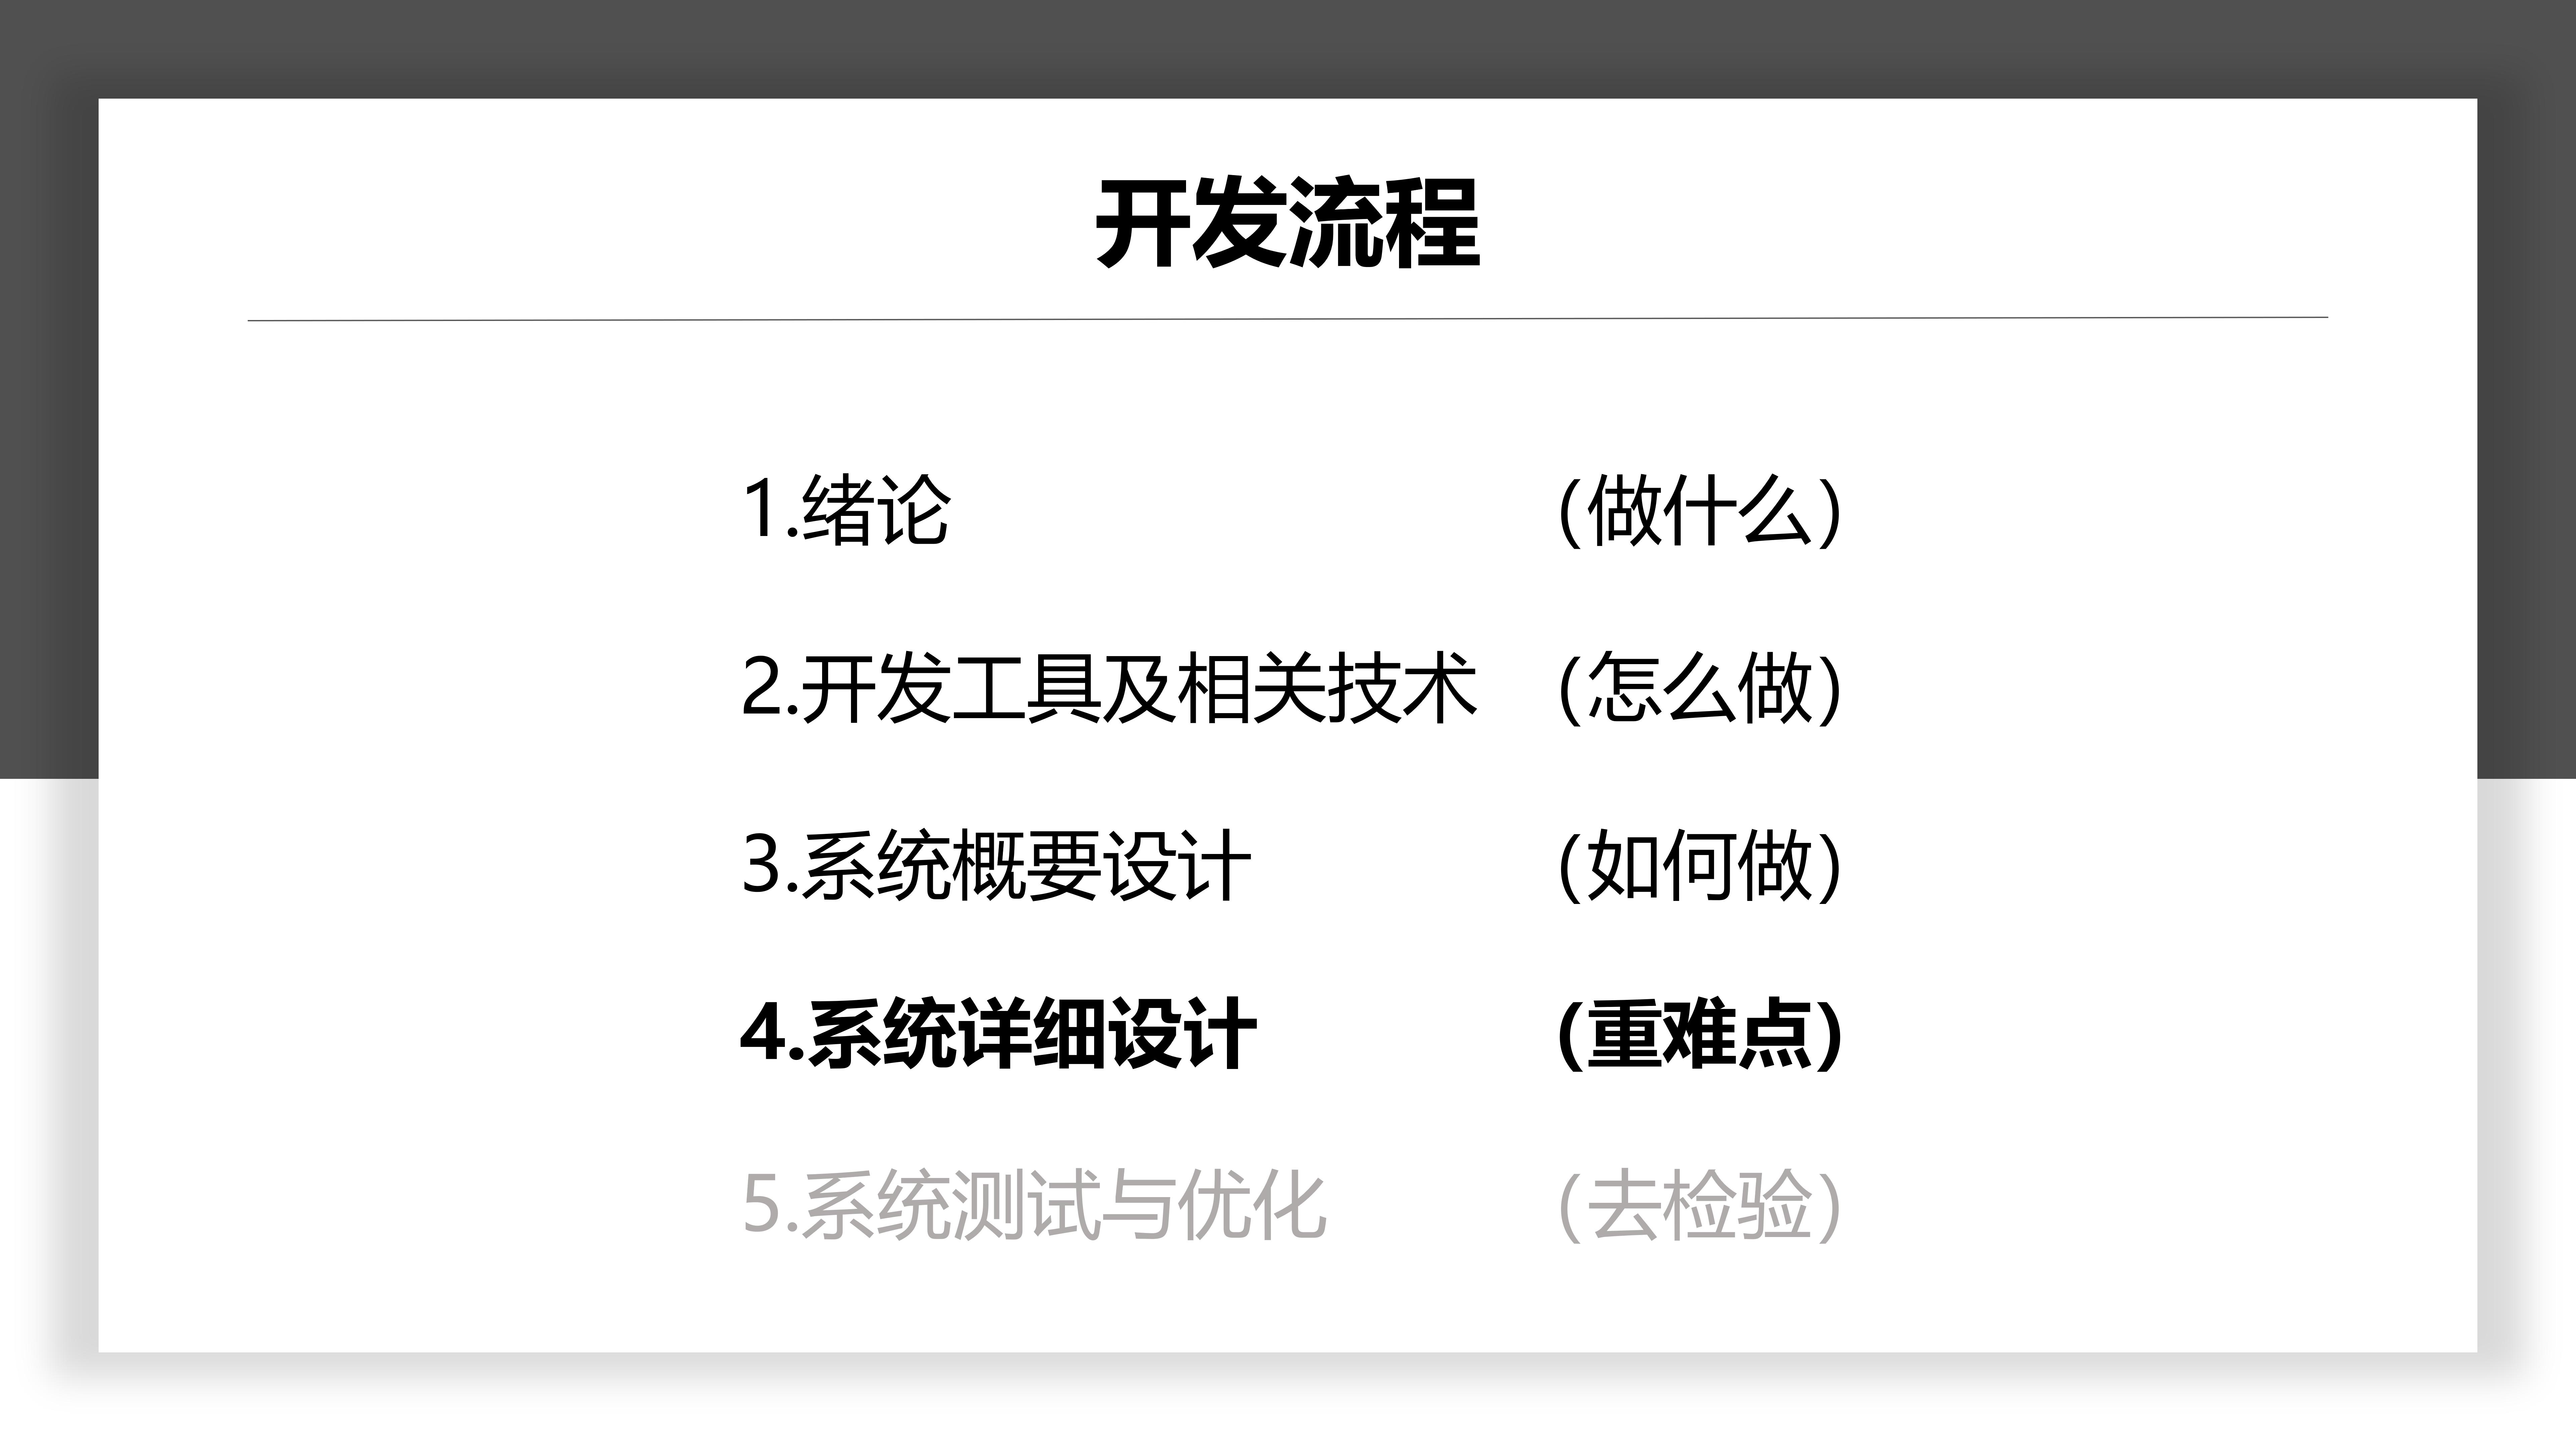 开发流程
1.绪论 (做什么)
2.开发工具及相关技术 (怎么做)
3.系统概要设计 (如何做)
4.系统详细设计 (重难点)
5.系统测试与优化 (去检验)